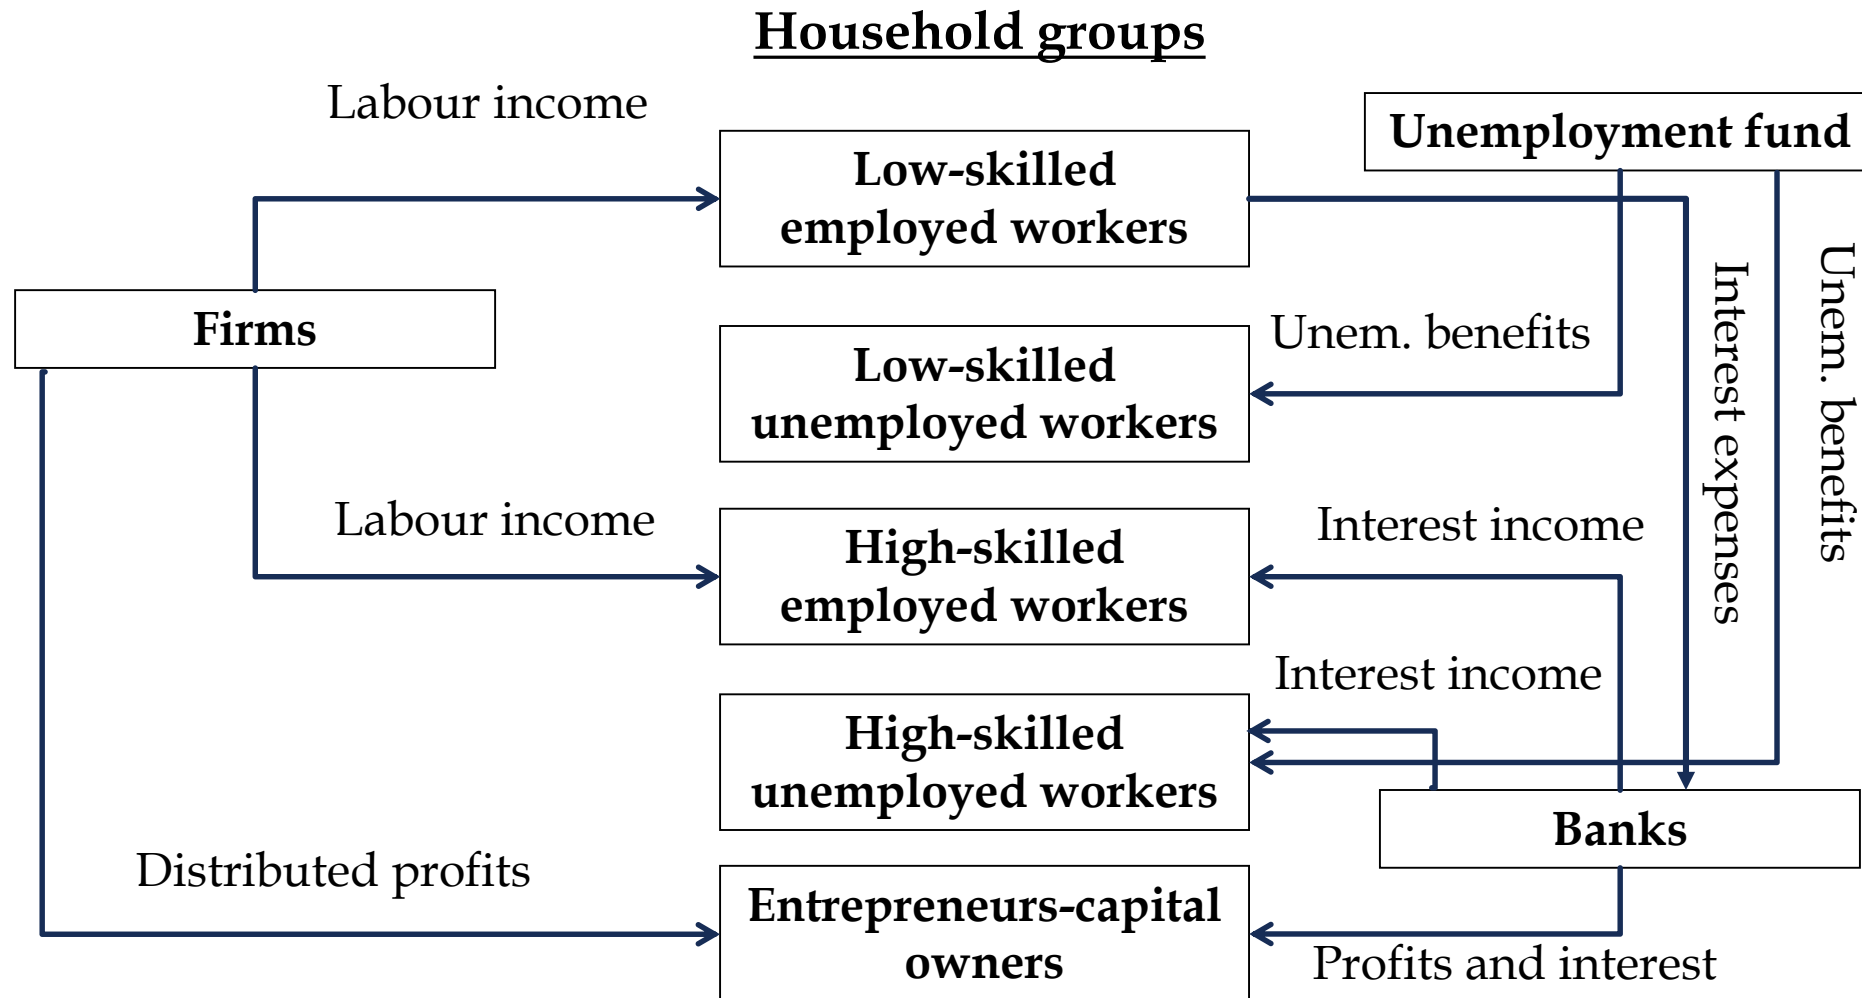 Household groups
Labour income
Unemployment fund
Low-skilled
employed workers
Firms
Unem. benefits
Interest expenses
Unem. benefits
Low-skilled
unemployed workers
Labour income
Interest income
High-skilled
employed workers
Interest income
High-skilled
unemployed workers
Banks
Distributed profits
Entrepreneurs-capital
owners
Profits and interest